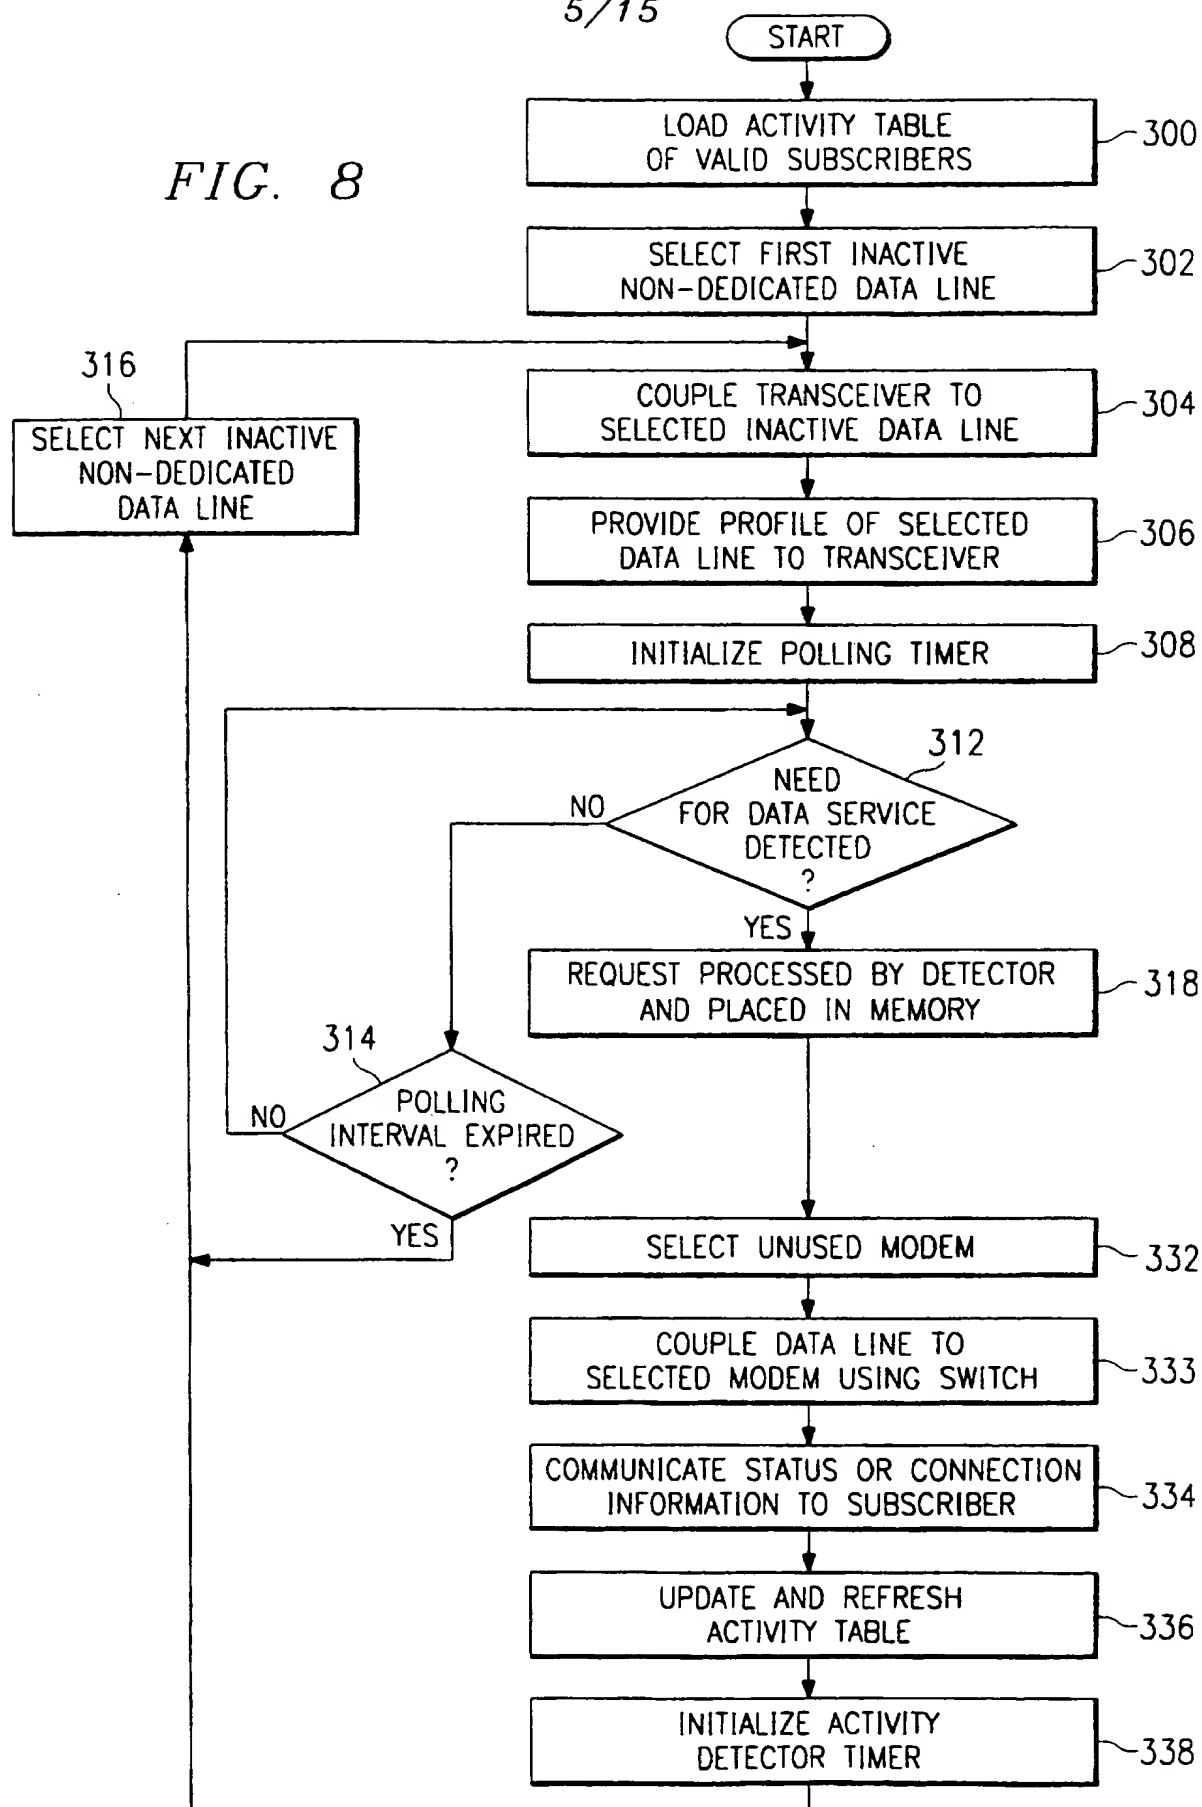 5/15
START
FIG. 8
LOAD ACTIVITY TABLE
OF VALID SUBSCRIBERS
300
SELECT FIRST INACTIVE
NON-DEDICATED DATA LINE
302
316
SELECT NEXT INACTIVE
NON-DEDICATED
DATA LINE
COUPLE TRANSCEIVER TO
SELECTED INACTIVE DATA LINE
304
PROVIDE PROFILE OF SELECTED
DATA LINE TO TRANSCEIVER
306
INITIALIZE POLLING TIMER
308
312
NEED
FOR DATA SERVICE
DETECTED
?
NO
YES
REQUEST PROCESSED BY DETECTOR
AND PLACED IN MEMORY
318
314
POLLING
INTERVAL EXPIRED
?
NO
YES
SELECT UNUSED MODEM
332
COUPLE DATA LINE TO
SELECTED MODEM USING SWITCH
333
COMMUNICATE STATUS OR CONNECTION
INFORMATION TO SUBSCRIBER
334
UPDATE AND REFRESH
ACTIVITY TABLE
336
INITIALIZE ACTIVITY
DETECTOR TIMER
338